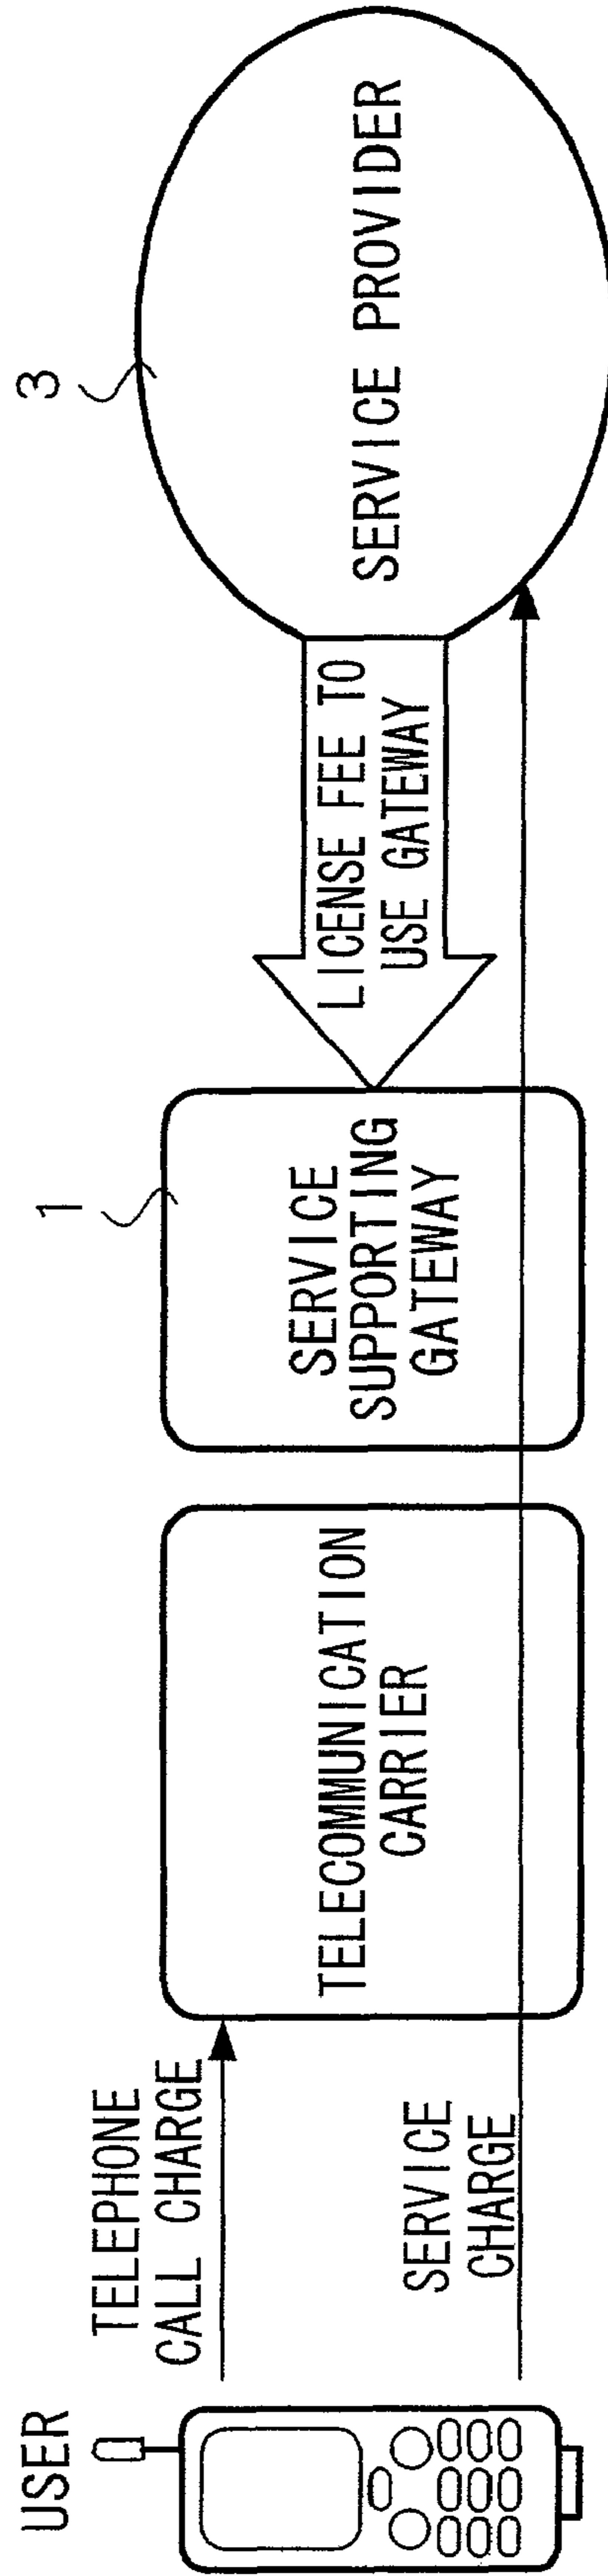 USER
TELEPHONE
CALL CHARGE
SERVICE
CHARGE
TELECOMMUNICATION
CARRIER
1
SERVICE
SUPPORTING
GATEWAY
LICENSE FEE TO
USE GATEWAY
3
SERVICE PROVIDER